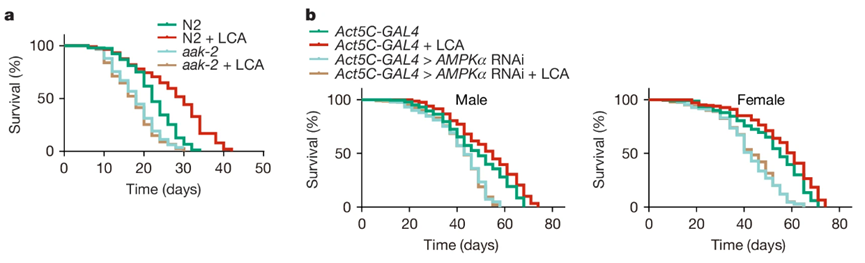 a
N2
N2 + LCA
aak-2
aak-2 + LCA
Survival (%)
100
50
0
0 10 20 30 40 50
Time (days)
b
Act5C-GAL4
Act5C-GAL4 + LCA
Act5C-GAL4 > AMPKα RNAi
Act5C-GAL4 > AMPKα RNAi + LCA
Male
Survival (%)
100
50
0
0 20 40 60 80
Time (days)
Female
Survival (%)
100
50
0
0 20 40 60 80
Time (days)